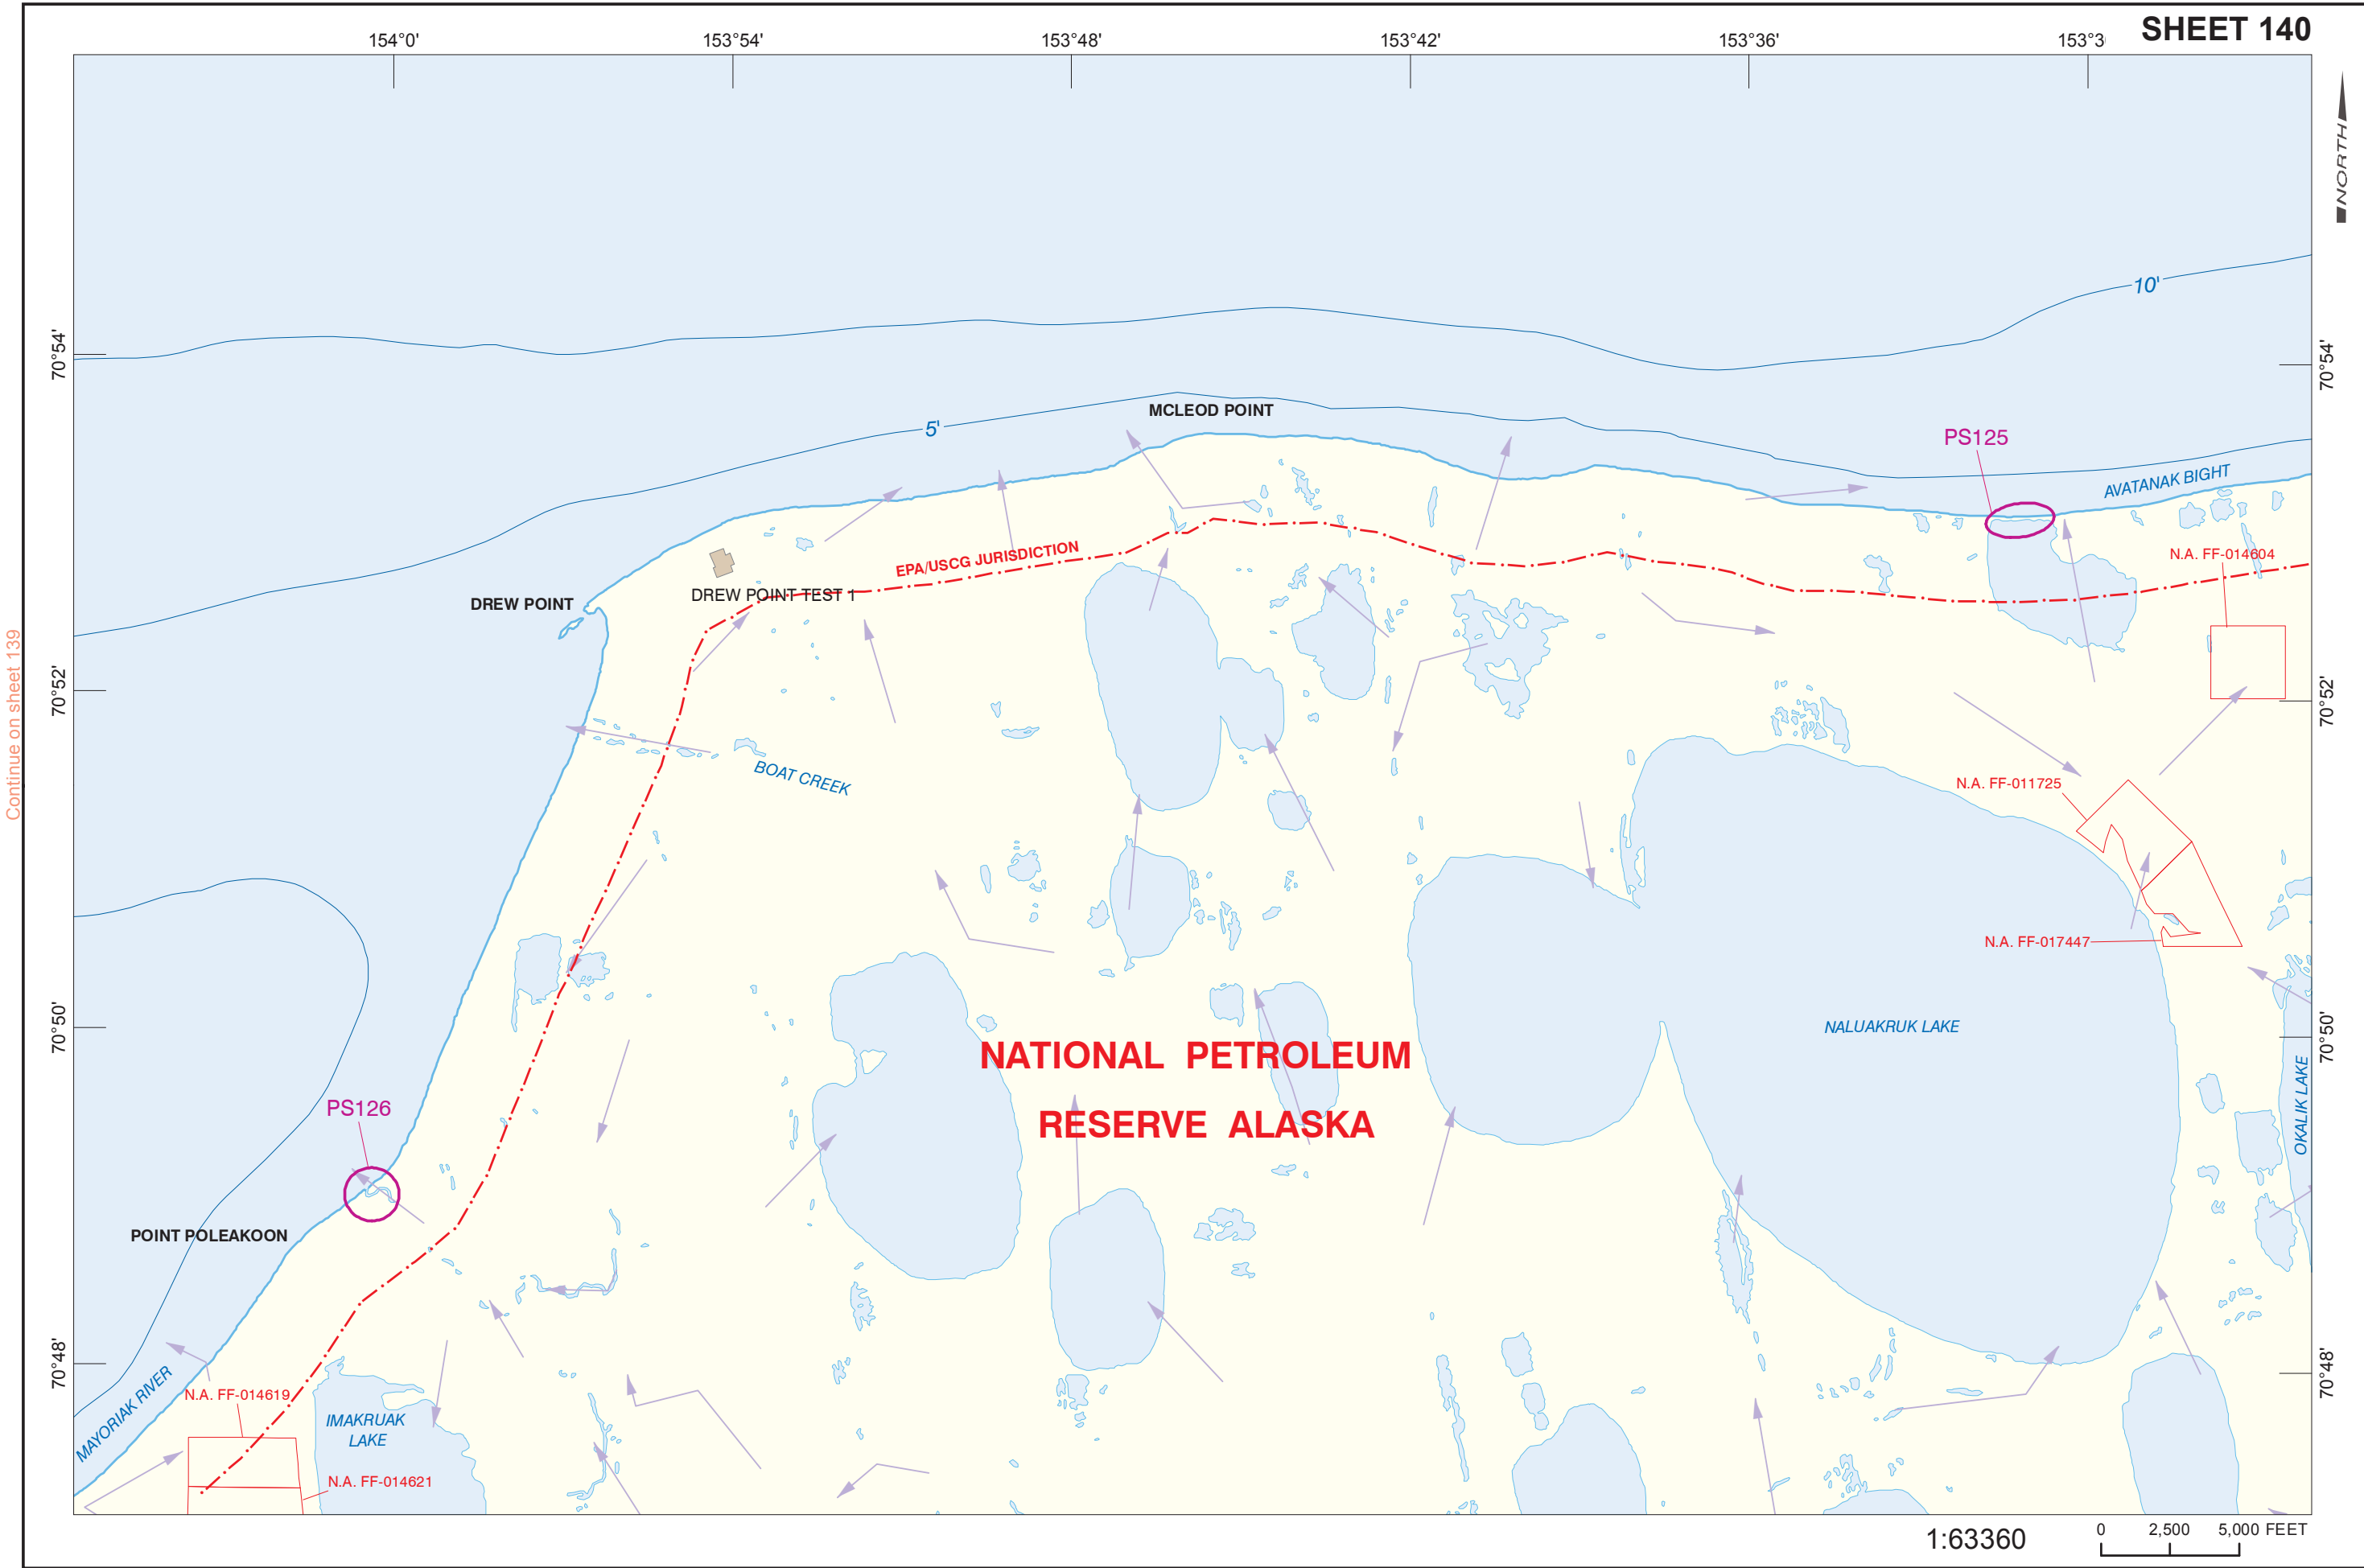 SHEET 140
154°0'
153°54'
153°48'
153°42'
153°36'
153°3
NORTH
10'
70°54'
70°54'
MCLEOD POINT
5'
PS125
AVATANAK BIGHT
EPA/USCG JURISDICTION
N.A. FF-014604
DREW POINT TEST 1
DREW POINT
Continue on sheet 139
70°52'
70°52'
BOAT CREEK
N.A. FF-011725
N.A. FF-017447
70°50'
70°50'
NALUAKRUK LAKE
NATIONAL PETROLEUM
RESERVE ALASKA
OKALIK LAKE
PS126
POINT POLEAKOON
70°48'
70°48'
MAYORIAK RIVER
N.A. FF-014619
IMAKRUAK
LAKE
N.A. FF-014621
1:63360
0 2,500 5,000 FEET